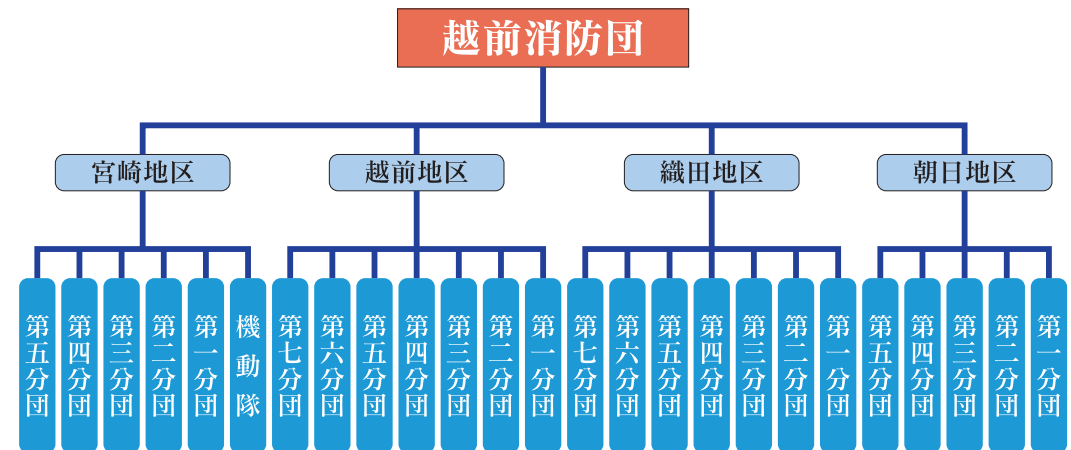 越前消防団
宮崎地区
越前地区
織田地区
朝日地区
第五分団
第四分団
第三分団
第二分団
第一分団
機動隊
第七分団
第六分団
第五分団
第四分団
第三分団
第二分団
第一分団
第七分団
第六分団
第五分団
第四分団
第三分団
第二分団
第一分団
第五分団
第四分団
第三分団
第二分団
第一分団